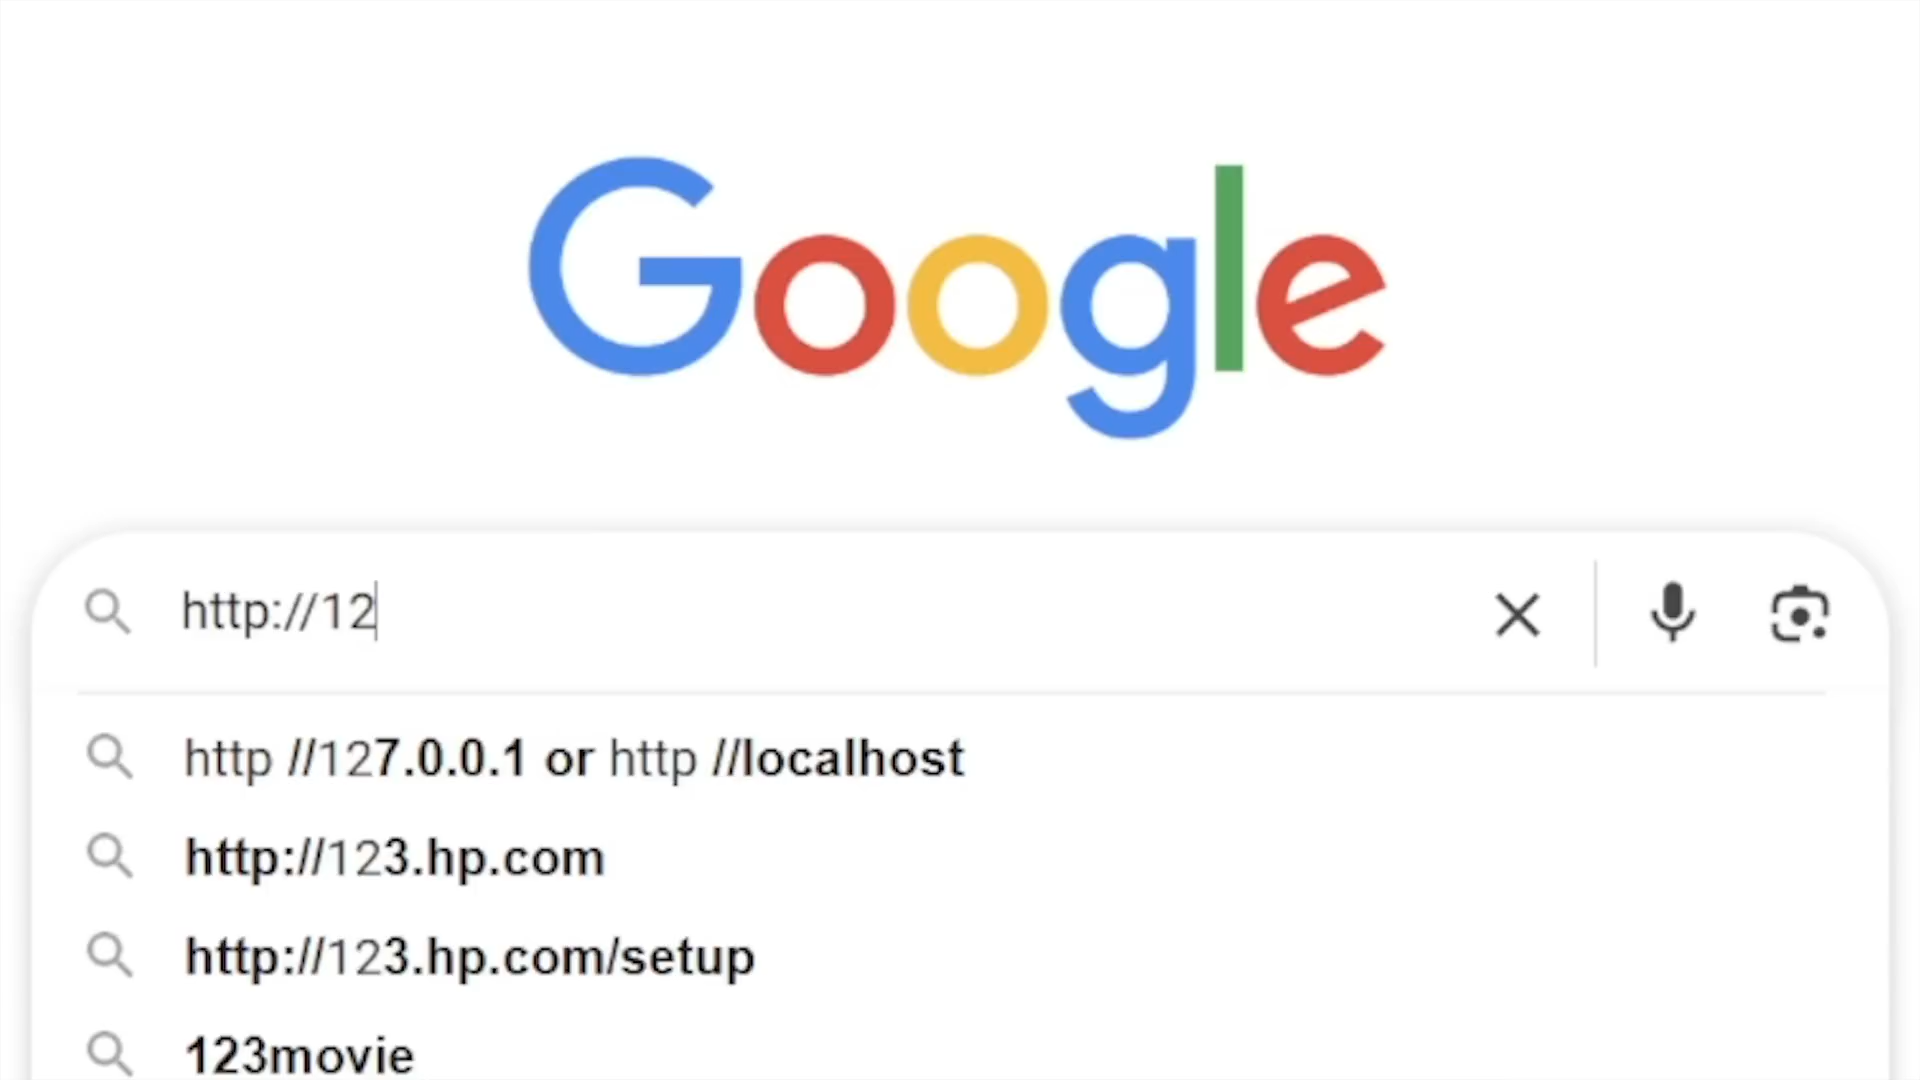 Google
http://12
http //127.0.0.1 or http //localhost
http://123.hp.com
http://123.hp.com/setup
123movie